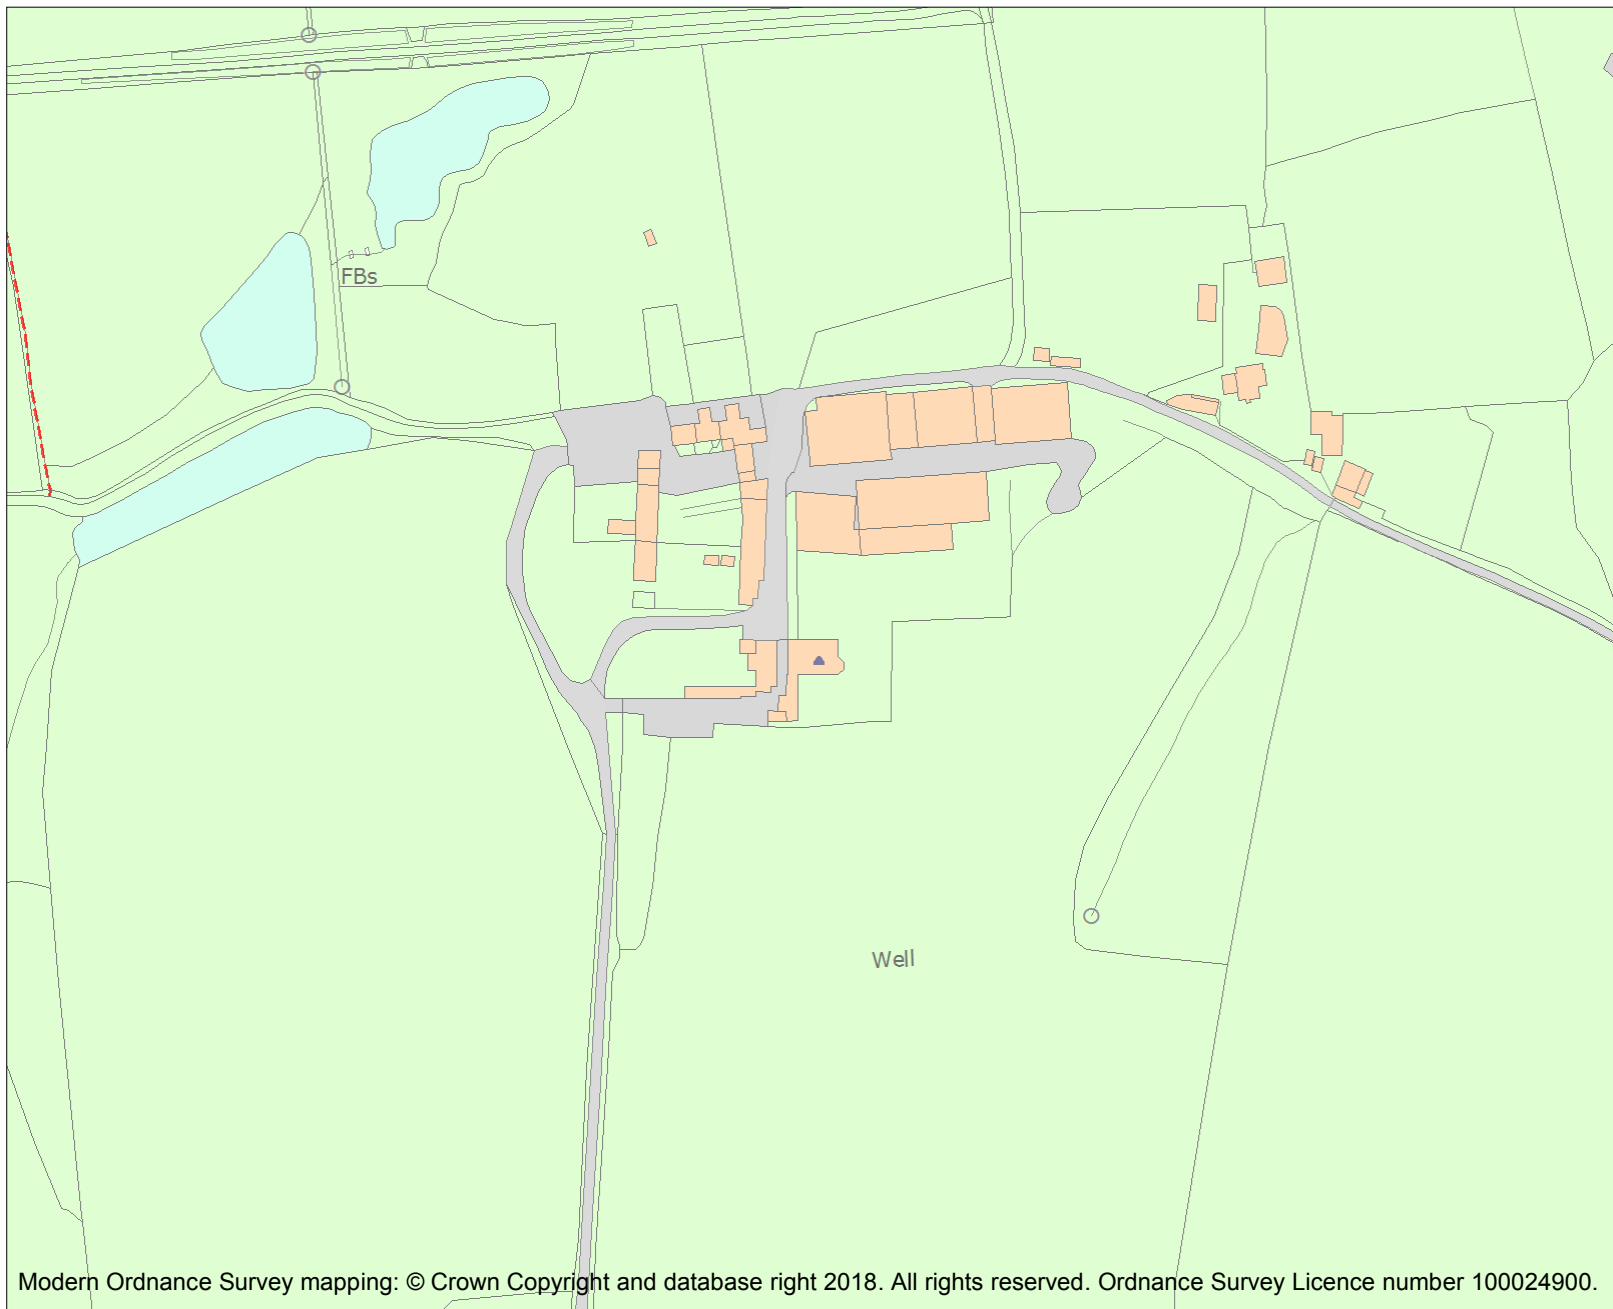 FBs
Well
Modern Ordnance Survey mapping: © Crown Copyright and database right 2018. All rights reserved. Ordnance Survey Licence number 100024900.